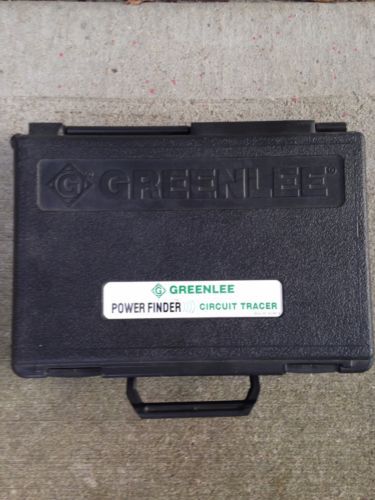 G GREENLEE®
G GREENLEE
POWER FINDER))) CIRCUIT TRACER